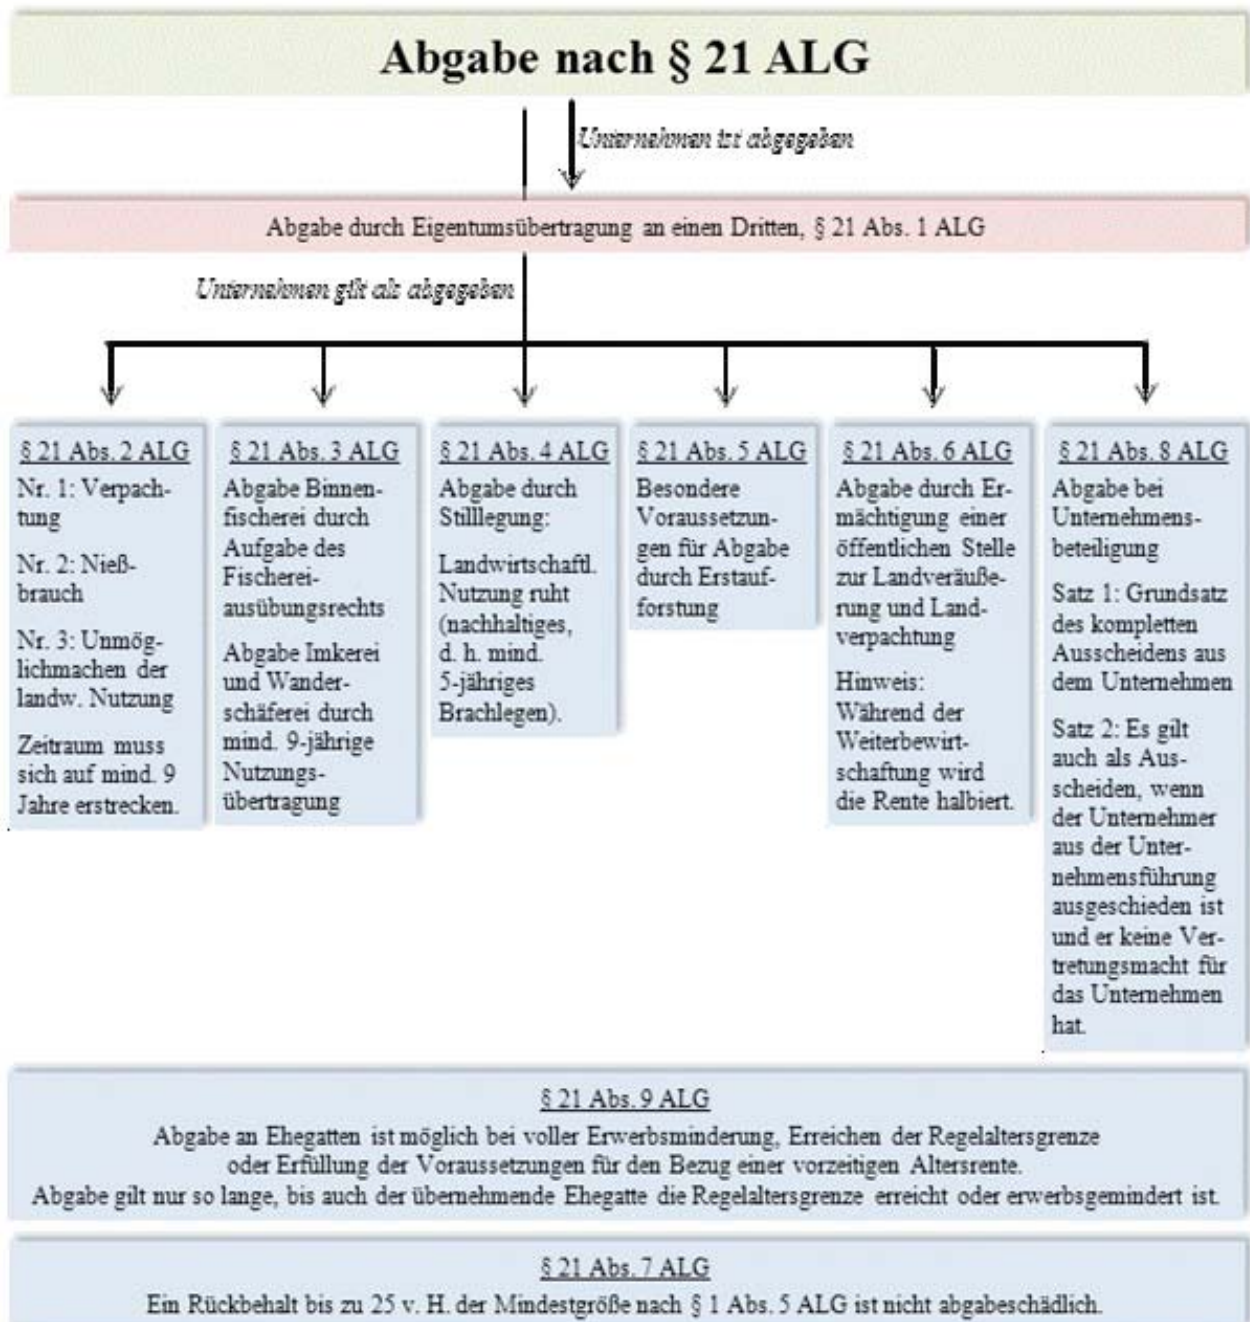 Abgabe nach § 21 ALG
Unternehmen ist abgegeben
Abgabe durch Eigentumsübertragung an einen Dritten, § 21 Abs. 1 ALG
Unternehmen gilt als abgegeben
§ 21 Abs. 2 ALG
Nr. 1: Verpach-
tung
Nr. 2: Nieß-
brauch
Nr. 3: Unmög-
lichmachen der
landw. Nutzung
Zeitraum muss
sich auf mind. 9
Jahre erstrecken.
§ 21 Abs. 3 ALG
Abgabe Binnen-
fischerei durch
Aufgabe des
Fischerei-
ausübungsrechts
Abgabe Imkerei
und Wander-
schäferei durch
mind. 9-jährige
Nutzungs-
übertragung
§ 21 Abs. 4 ALG
Abgabe durch
Stilllegung:
Landwirtschaftl.
Nutzung ruht
(nachhaltiges,
d. h. mind.
5-jähriges
Brachlegen).
§ 21 Abs. 5 ALG
Besondere
Voraussetzun-
gen für Abgabe
durch Erstauf-
forstung
§ 21 Abs. 6 ALG
Abgabe durch Er-
mächtigung einer
öffentlichen Stelle
zur Landveräuße-
rung und Land-
verpachtung
Hinweis:
Während der
Weiterbewirt-
schaftung wird
die Rente halbiert.
§ 21 Abs. 8 ALG
Abgabe bei
Unternehmens-
beteiligung
Satz 1: Grundsatz
des kompletten
Ausscheidens aus
dem Unternehmen
Satz 2: Es gilt
auch als Aus-
scheiden, wenn
der Unternehmer
aus der Unter-
nehmensführung
ausgeschieden ist
und er keine Ver-
tretungsmacht für
das Unternehmen
hat.
§ 21 Abs. 9 ALG
Abgabe an Ehegatten ist möglich bei voller Erwerbsminderung, Erreichen der Regelaltersgrenze
oder Erfüllung der Voraussetzungen für den Bezug einer vorzeitigen Altersrente.
Abgabe gilt nur so lange, bis auch der übernehmende Ehegatte die Regelaltersgrenze erreicht oder erwerbsgemindert ist.
§ 21 Abs. 7 ALG
Ein Rückbehalt bis zu 25 v. H. der Mindestgröße nach § 1 Abs. 5 ALG ist nicht abgabeschädlich.